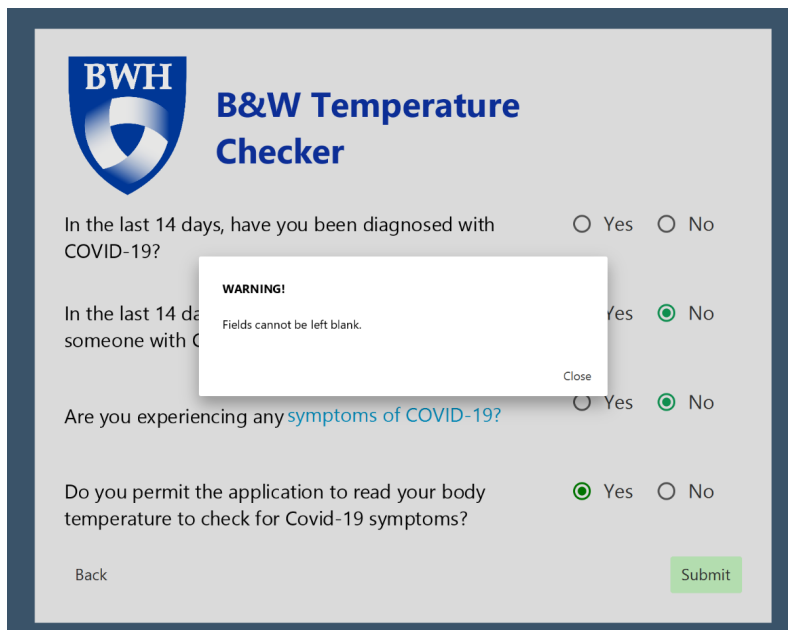 BWH
B&W Temperature
Checker
In the last 14 days, have you been diagnosed with
COVID-19?
Yes
No
WARNING!
Fields cannot be left blank.
Close
In the last 14 da
someone with
Yes
No
Are you experiencing any symptoms of COVID-19?
Yes
No
Do you permit the application to read your body
temperature to check for Covid-19 symptoms?
Yes
No
Back
Submit